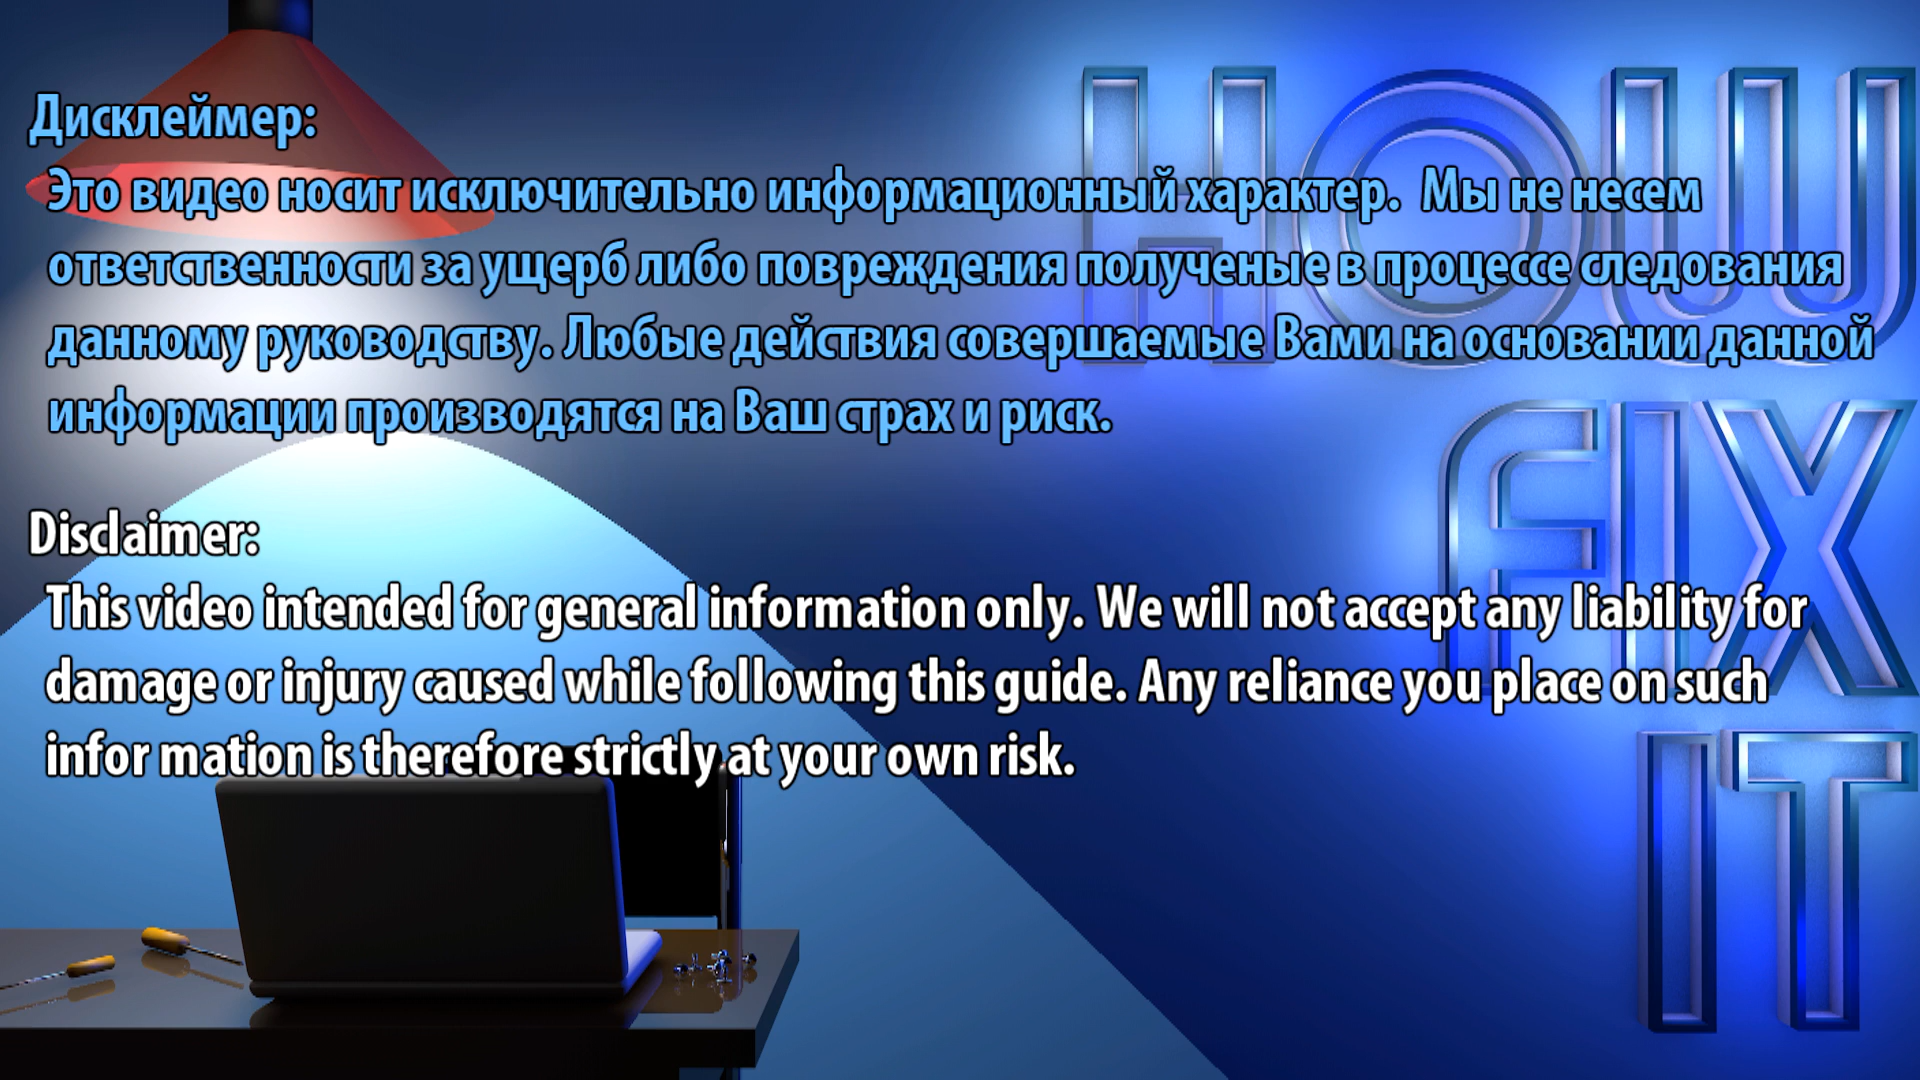 Дисклеймер:
Это видео носит исключительно информационный характер. Мы не несем
ответственности за ущерб либо повреждения полученые в процессе следования
данному руководству. Любые действия совершаемые Вами на основании данной
информации производятся на Ваш страх и риск.
Disclaimer:
This video intended for general information only. We will not accept any liability for
damage or injury caused while following this guide. Any reliance you place on such
infor mation is therefore strictly at your own risk.
HOW
FIX
IT